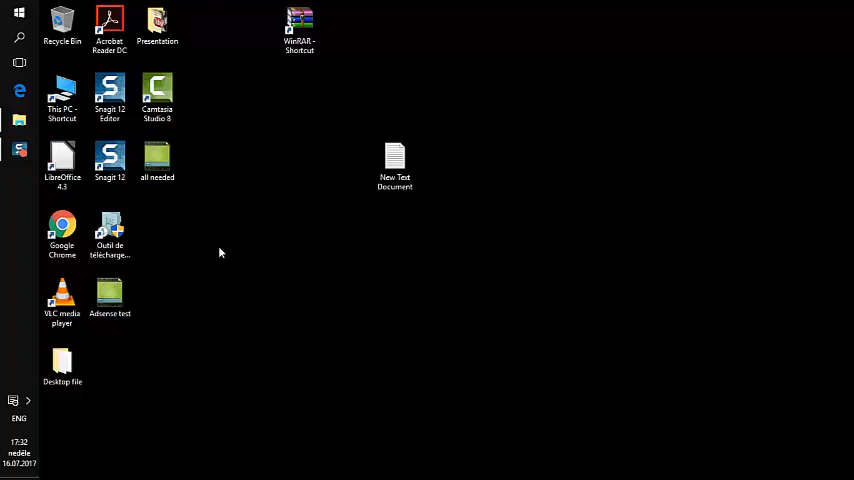 Recycle Bin
Acrobat
Reader DC
Presentation
WinRAR -
Shortcut
This PC -
Shortcut
Snagit 12
Editor
Camtasia
Studio 8
LibreOffice
4.3
Snagit 12
all needed
New Text
Document
Google
Chrome
Outil de
télécharge...
VLC media
player
Adsense test
Desktop file
ENG
17:32
neděle
16.07.2017